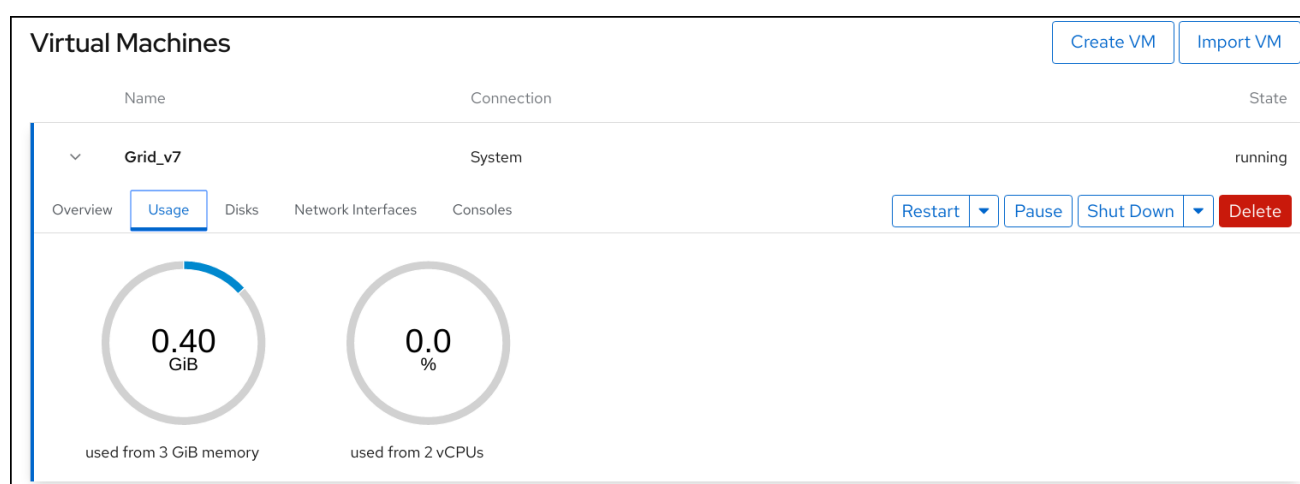 Virtual Machines
Create VM
Import VM
Name
Connection
State
Grid_v7
System
running
Overview
Usage
Disks
Network Interfaces
Consoles
Restart
Pause
Shut Down
Delete
0.40
GiB
used from 3 GiB memory
0.0
%
used from 2 vCPUs